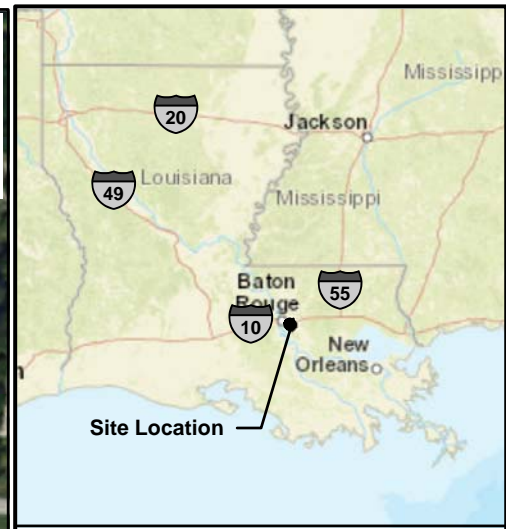 Mississipp
20
Jackson
49
Louisiana
Mississippi
Baton
Rouge
55
10
New
Orleans
n
Site Location